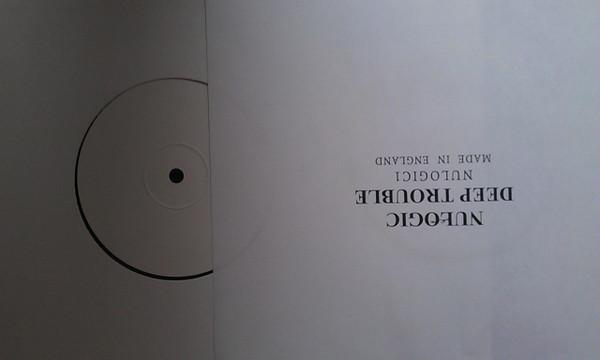 NULOGIC
DEEP TROUBLE
NULOGIC1
MADE IN ENGLAND